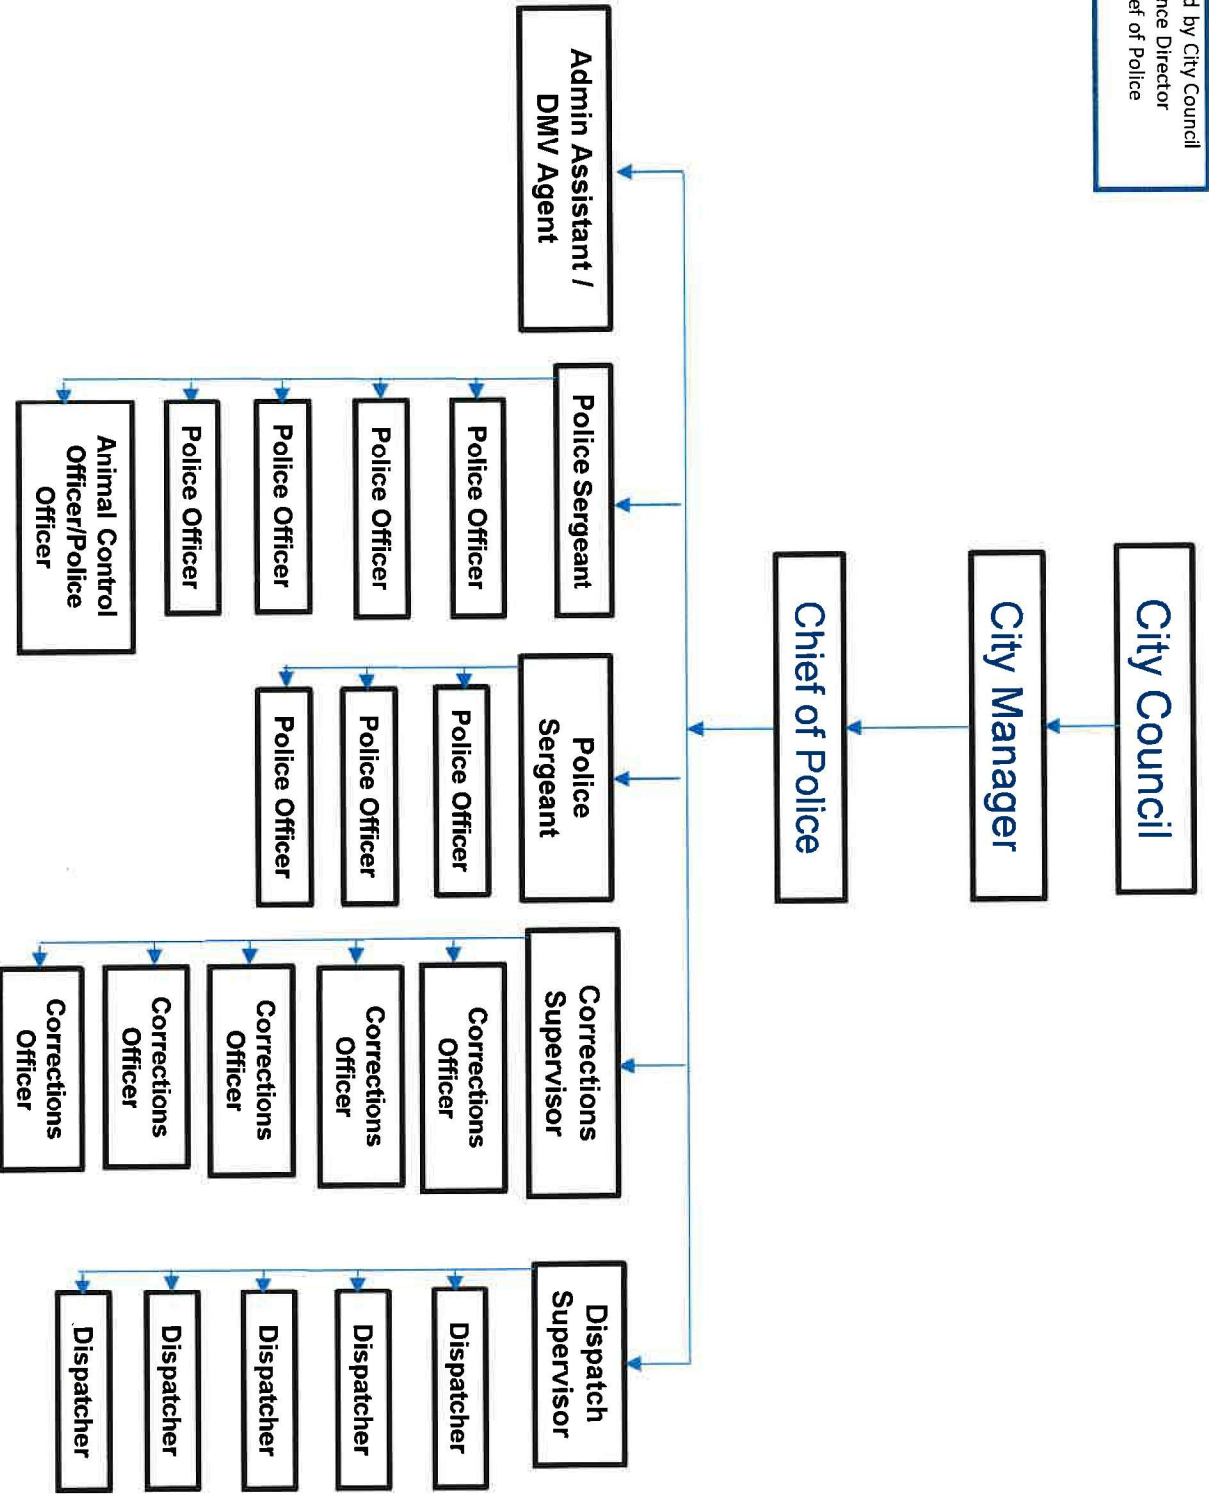 d by City Council
nce Director
ef of Police
City Council
City Manager
Chief of Police
Admin Assistant /
DMV Agent
Police Sergeant
Police Officer
Police Officer
Police Officer
Police Officer
Animal Control
Officer/Police
Officer
Police
Sergeant
Police Officer
Police Officer
Police Officer
Corrections
Supervisor
Corrections
Officer
Corrections
Officer
Corrections
Officer
Corrections
Officer
Corrections
Officer
Dispatch
Supervisor
Dispatcher
Dispatcher
Dispatcher
Dispatcher
Dispatcher